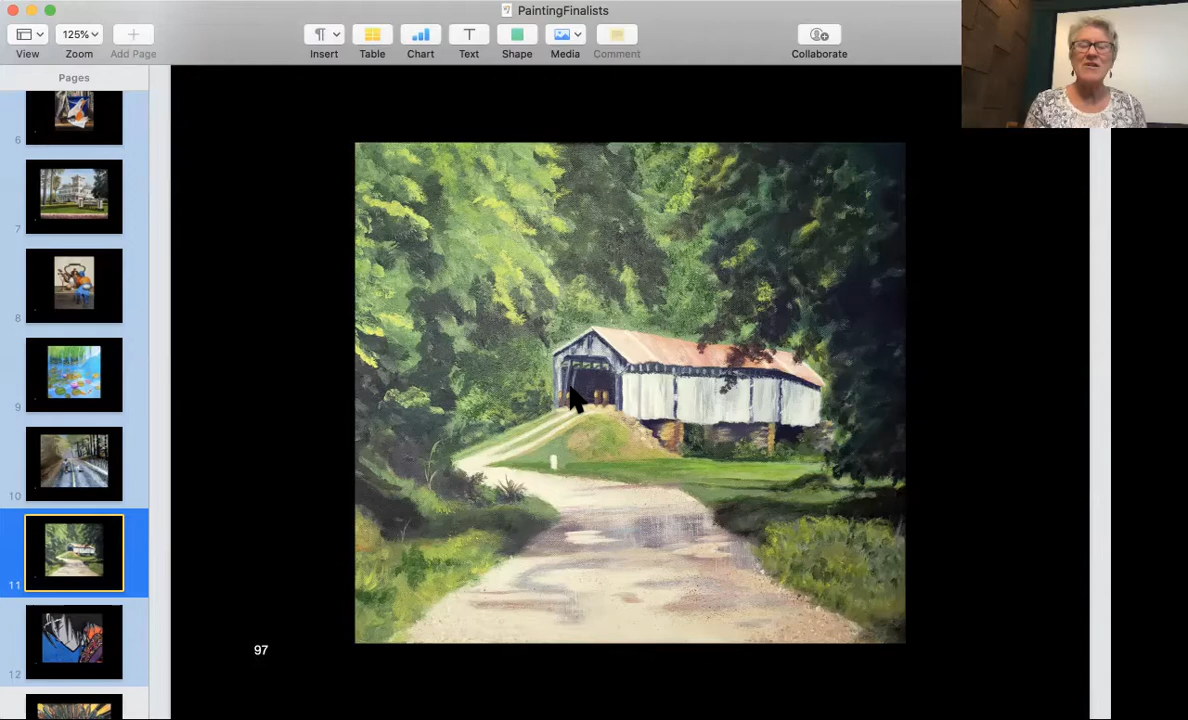 PaintingFinalists
125%
View
Zoom
Add Page
Insert
Table
Chart
Text
Shape
Media
Comment
Collaborate
Pages
6
7
8
9
10
11
12
97